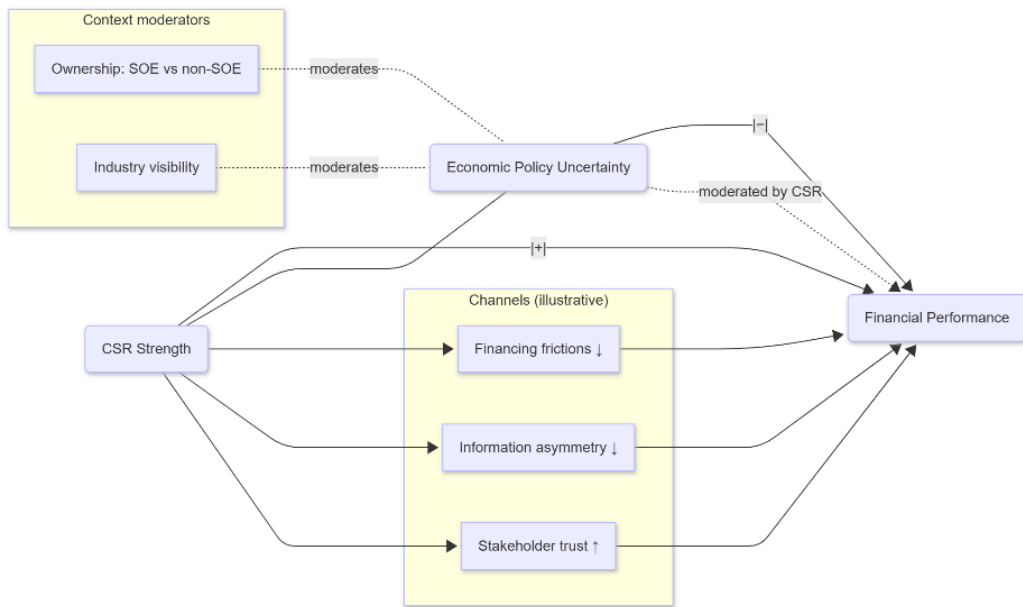 Context moderators
Ownership: SOE vs non-SOE
moderates
Industry visibility
moderates
Economic Policy Uncertainty
|−|
moderated by CSR
|+|
Channels (illustrative)
Financial Performance
CSR Strength
Financing frictions ↓
Information asymmetry ↓
Stakeholder trust ↑